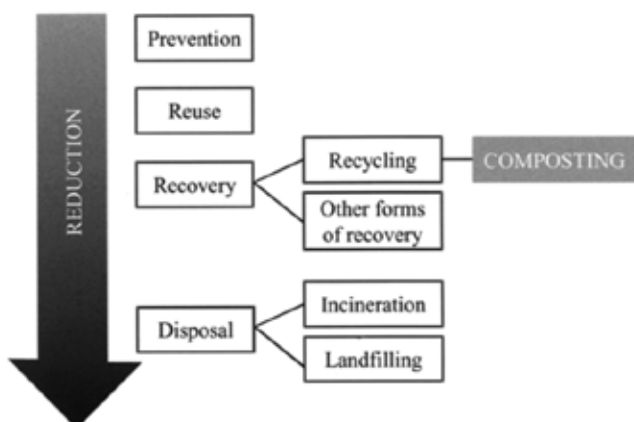 REDUCTION
Prevention
Reuse
Recovery
Recycling
COMPOSTING
Other forms
of recovery
Disposal
Incineration
Landfilling